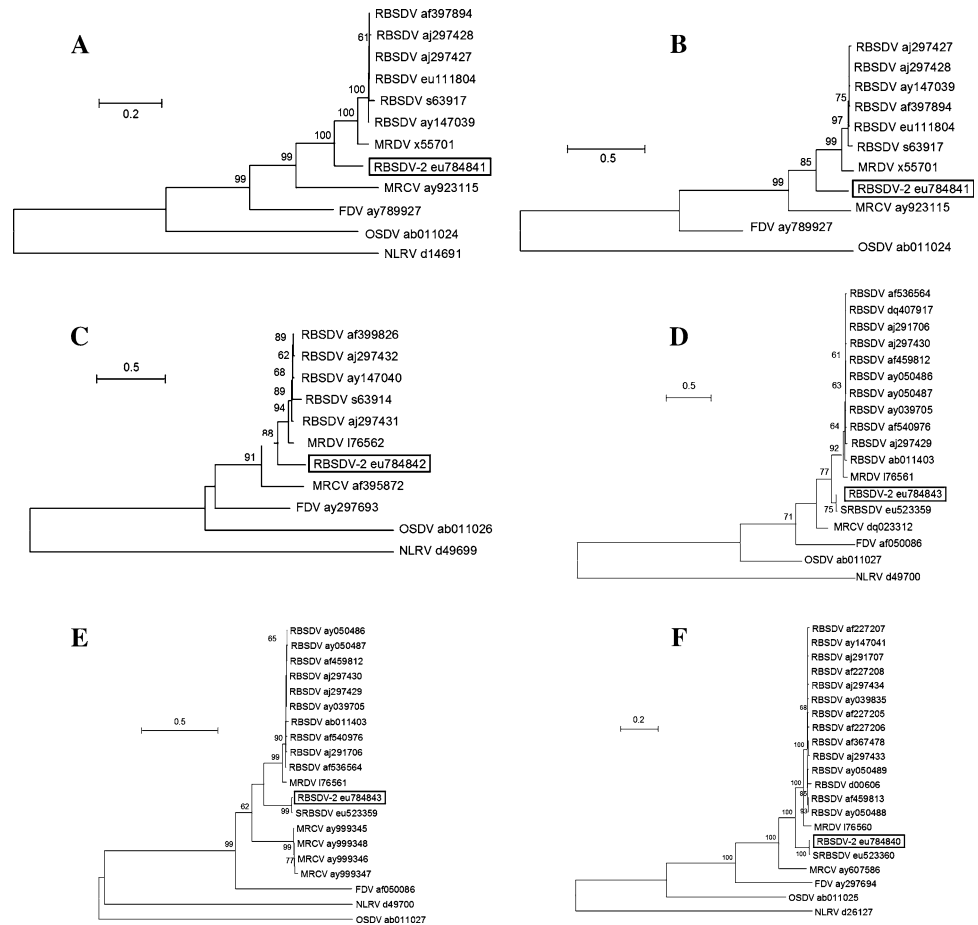 A
RBSDV af397894
61
RBSDV aj297428
RBSDV aj297427
RBSDV eu111804
100
RBSDV s63917
0.2
RBSDV ay147039
100
MRDV x55701
99
RBSDV-2 eu784841
99
MRCV ay923115
FDV ay789927
OSDV ab011024
NLRV d14691
B
RBSDV aj297427
RBSDV aj297428
RBSDV ay147039
75
RBSDV af397894
97
RBSDV eu111804
99
RBSDV s63917
0.5
85
MRDV x55701
99
RBSDV-2 eu784841
MRCV ay923115
FDV ay789927
OSDV ab011024
C
89
RBSDV af399826
62
RBSDV aj297432
68
RBSDV ay147040
0.5
89
RBSDV s63914
94
RBSDV aj297431
88
MRDV l76562
91
RBSDV-2 eu784842
MRCV af395872
FDV ay297693
OSDV ab011026
NLRV d49699
D
RBSDV af536564
RBSDV dq407917
RBSDV aj291706
RBSDV aj297430
61
RBSDV af459812
RBSDV ay050486
63
RBSDV ay050487
0.5
RBSDV ay039705
64
RBSDV af540976
RBSDV aj297429
92
RBSDV ab011403
77
MRDV l76561
RBSDV-2 eu784843
75
SRBSDV eu523359
71
MRCV dq023312
FDV af050086
OSDV ab011027
NLRV d49700
E
RBSDV ay050486
65
RBSDV ay050487
RBSDV af459812
RBSDV aj297430
RBSDV aj297429
RBSDV ay039705
0.5
RBSDV ab011403
90
RBSDV af540976
RBSDV aj291706
99
RBSDV af536564
MRDV l76561
RBSDV-2 eu784843
62
99
SRBSDV eu523359
MRCV ay999345
99
MRCV ay999348
99
77
MRCV ay999346
MRCV ay999347
FDV af050086
NLRV d49700
OSDV ab011027
F
RBSDV af227207
RBSDV ay147041
RBSDV aj291707
RBSDV af227208
RBSDV aj297434
RBSDV ay039835
68
RBSDV af227205
0.2
RBSDV af227206
100
RBSDV af367478
RBSDV aj297433
RBSDV ay050489
100
RBSDV d00606
85
RBSDV af459813
93
RBSDV ay050488
100
MRDV l76560
100
RBSDV-2 eu784840
100
SRBSDV eu523360
100
MRCV ay607586
FDV ay297694
OSDV ab011025
NLRV d26127